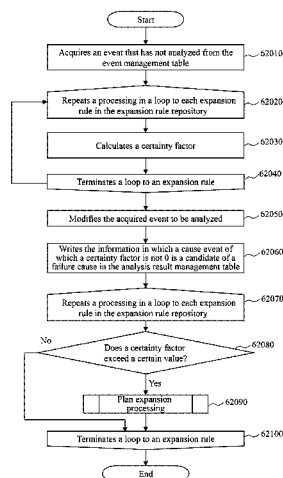 Start
Acquires an event that has not analyzed from the
event management table
62010
Repeats a processing in a loop to each expansion
rule in the expansion rule repository
62020
Calculates a certainty factor
62030
Terminates a loop to an expansion rule
62040
Modifies the acquired event to be analyzed
62050
Writes the information in which a cause event of
which a certainty factor is not 0 is a candidate of a
failure cause in the analysis result management table
62060
Repeats a processing in a loop to each expansion
rule in the expansion rule repository
62070
Does a certainty factor
exceed a certain value?
62080
No
Yes
Plan expansion
processing
62090
Terminates a loop to an expansion rule
62100
End